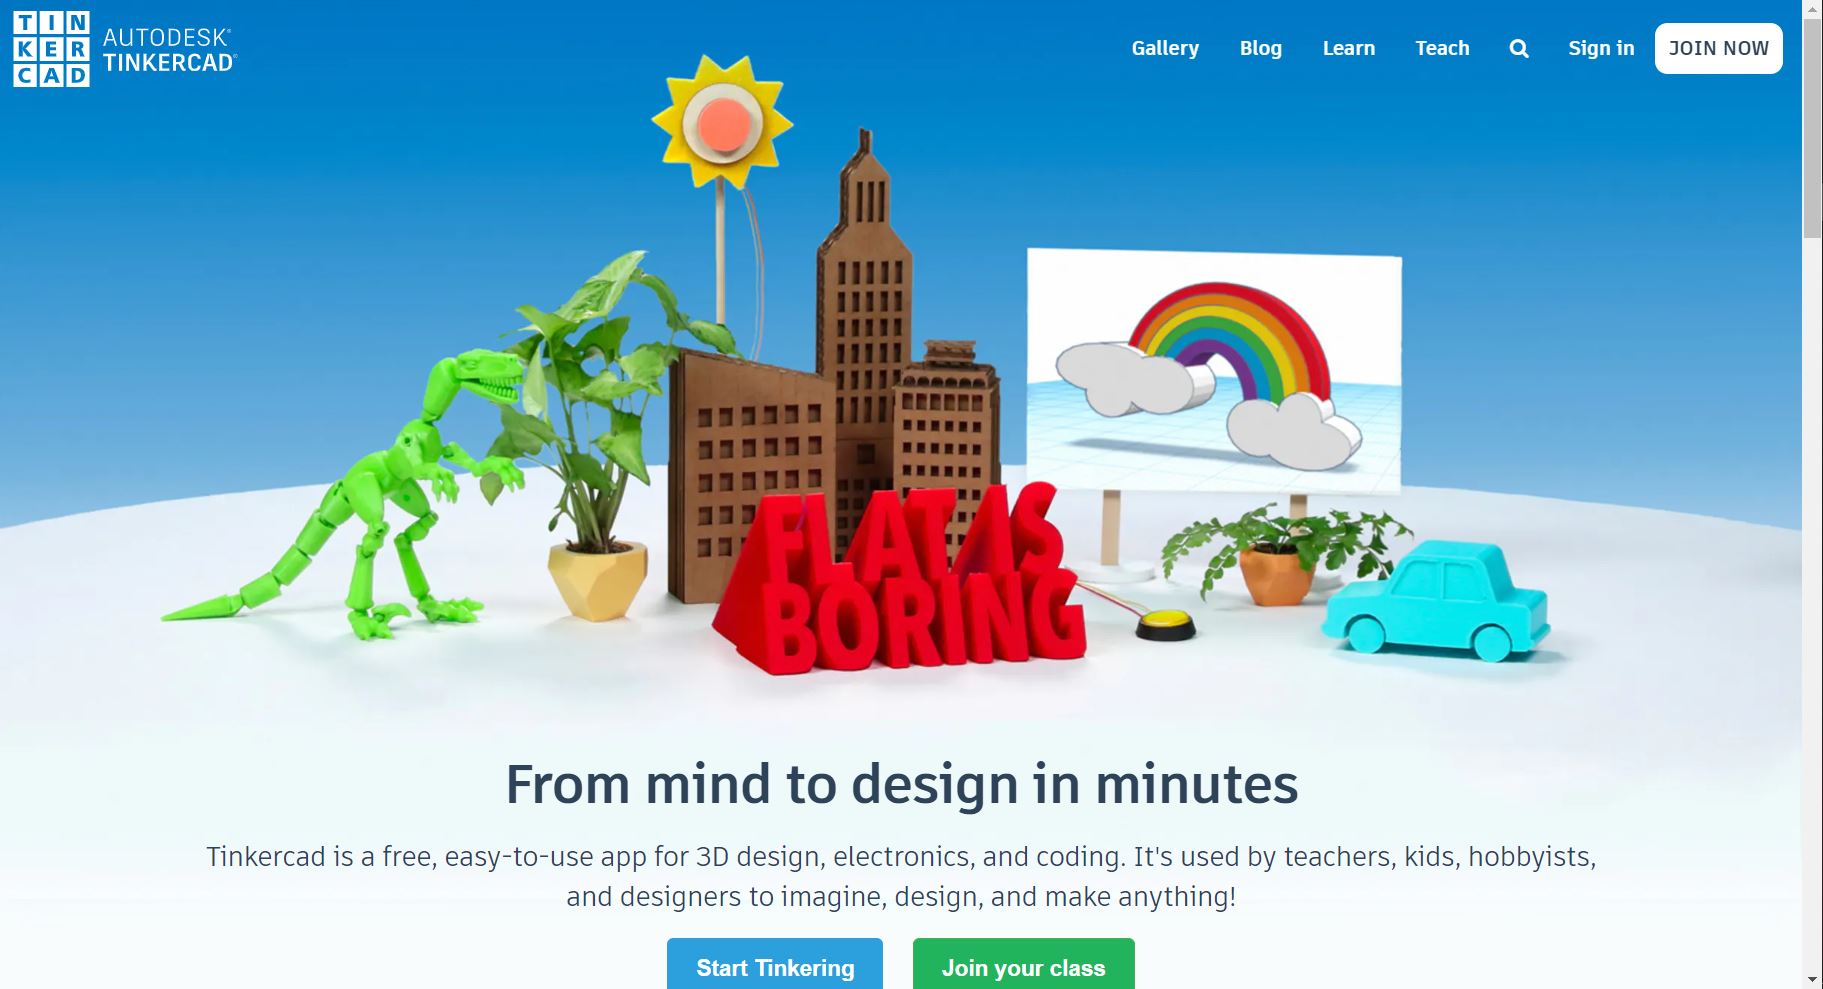 TIN
KER
CAD
AUTODESK®
TINKERCAD®
Gallery
Blog
Learn
Teach
Sign in
JOIN NOW
FLAT IS
BORING
From mind to design in minutes
Tinkercad is a free, easy-to-use app for 3D design, electronics, and coding. It's used by teachers, kids, hobbyists,
and designers to imagine, design, and make anything!
Start Tinkering
Join your class